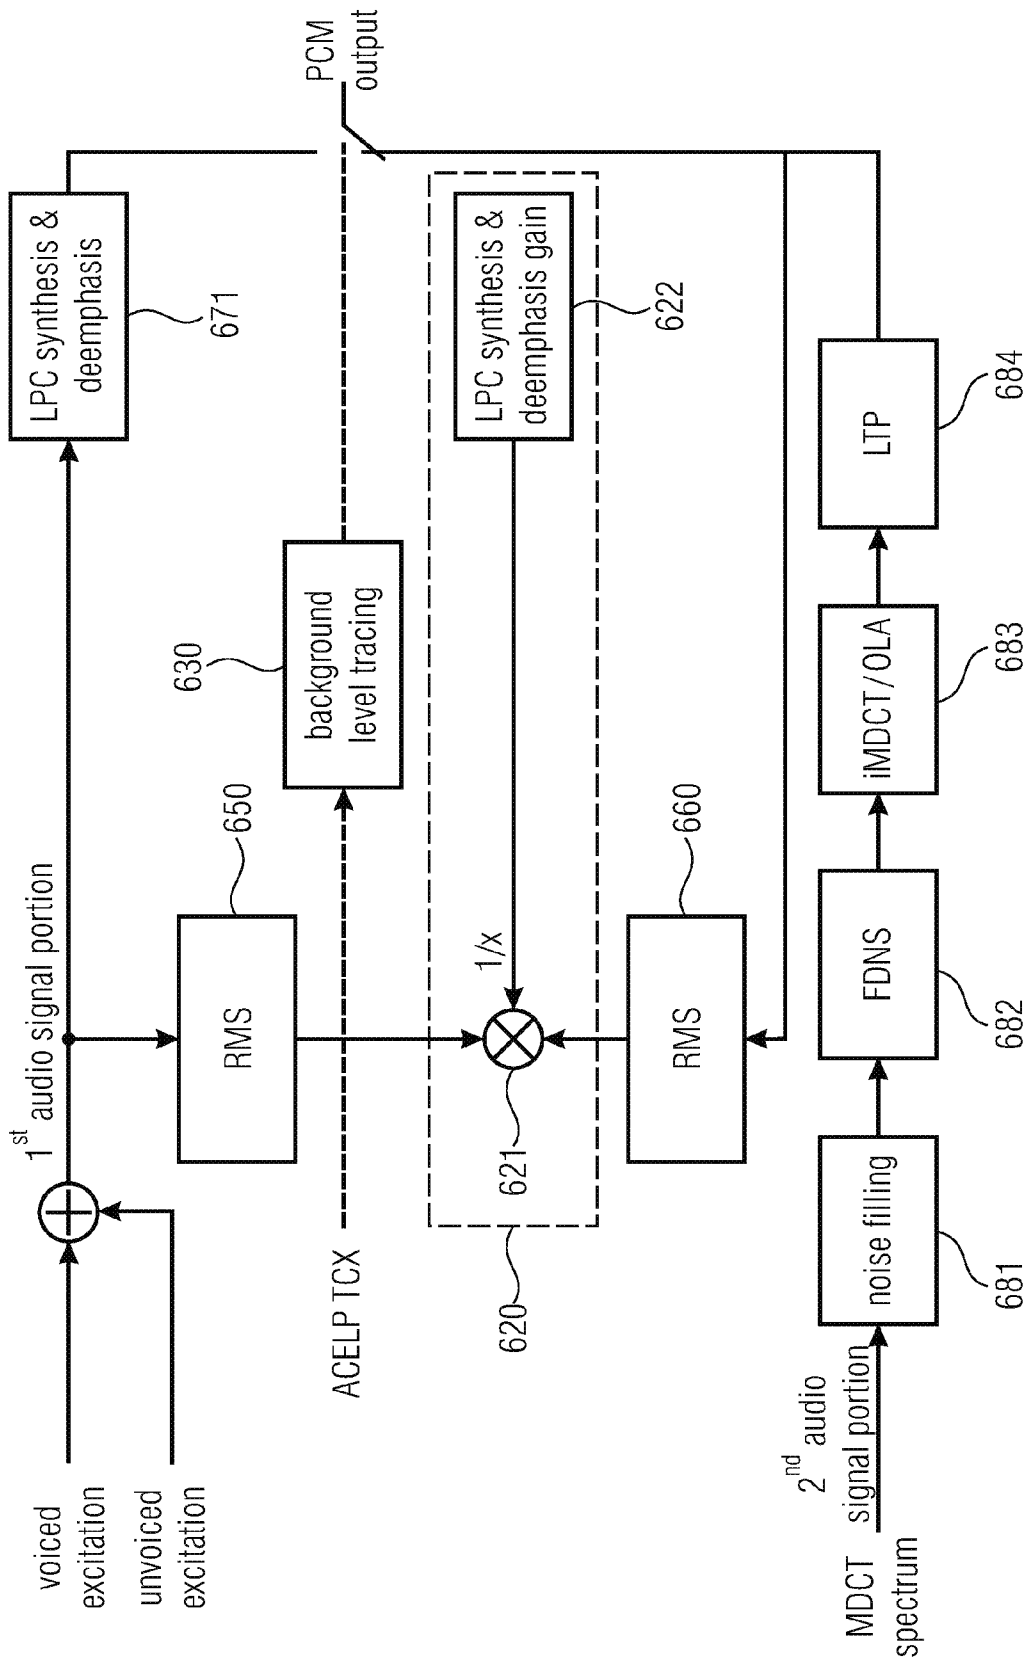 voiced
excitation
unvoiced
excitation
1st audio signal portion
LPC synthesis &
deemphasis
671
RMS
650
ACELP TCX
background
level tracing
630
PCM
output
620
621
1/x
LPC synthesis &
deemphasis gain
622
RMS
660
MDCT
spectrum
2nd audio
signal portion
noise filling
681
FDNS
682
iMDCT/OLA
683
LTP
684